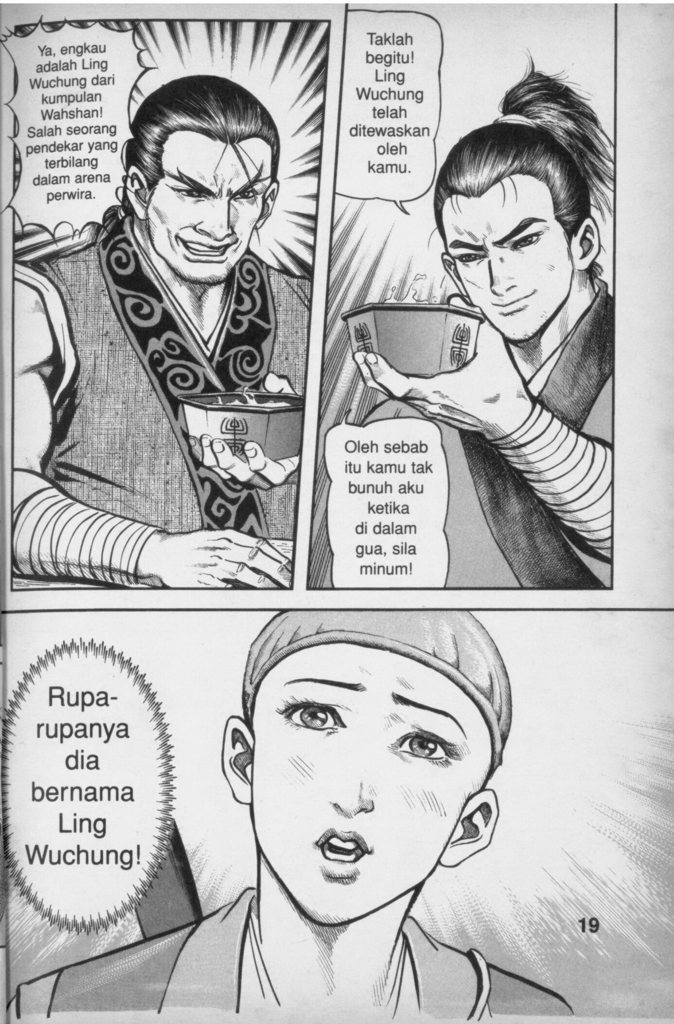 Ya, engkau
adalah Ling
Wuchung dari
kumpulan
Wahshan!
Salah seorang
pendekar yang
terbilang
dalam arena
perwira.
Taklah
begitu!
Ling
Wuchung
telah
ditewaskan
oleh
kamu.
Oleh sebab
itu kamu tak
bunuh aku
ketika
di dalam
gua, sila
minum!
Rupa-
rupanya
dia
bernama
Ling
Wuchung!
19